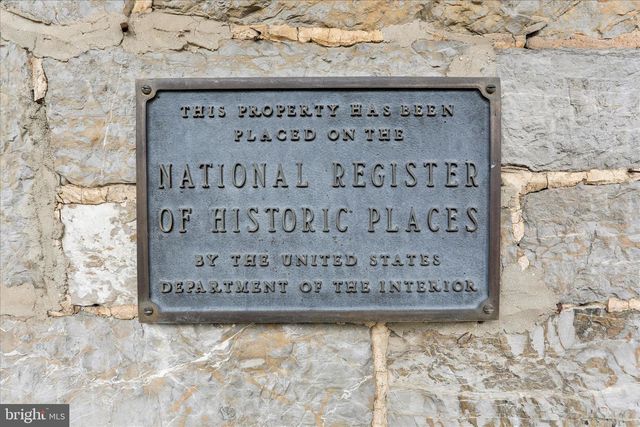 THIS PROPERTY HAS BEEN
PLACED ON THE
NATIONAL REGISTER
OF HISTORIC PLACES
BY THE UNITED STATES
DEPARTMENT OF THE INTERIOR
bright MLS